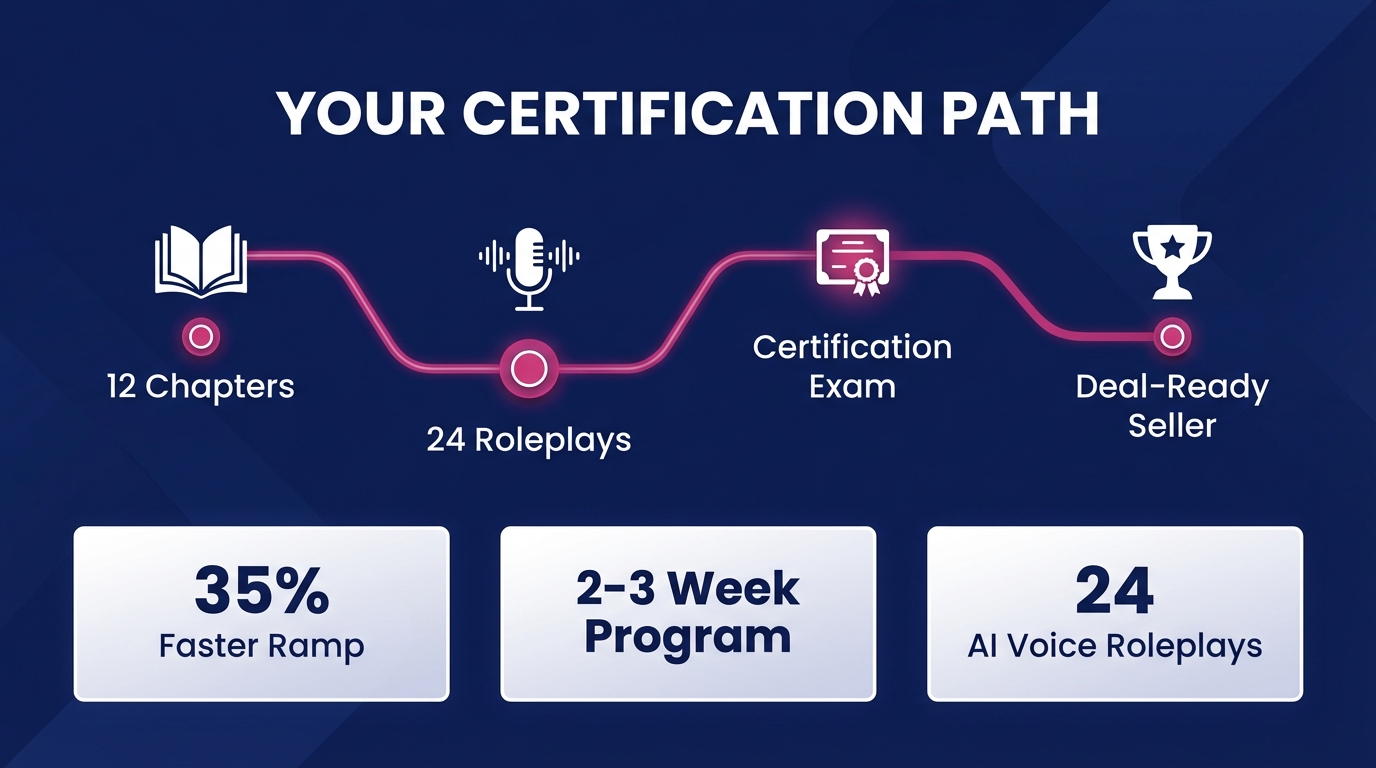 YOUR CERTIFICATION PATH
12 Chapters
24 Roleplays
Certification
Exam
Deal-Ready
Seller
35%
Faster Ramp
2-3 Week
Program
24
AI Voice Roleplays